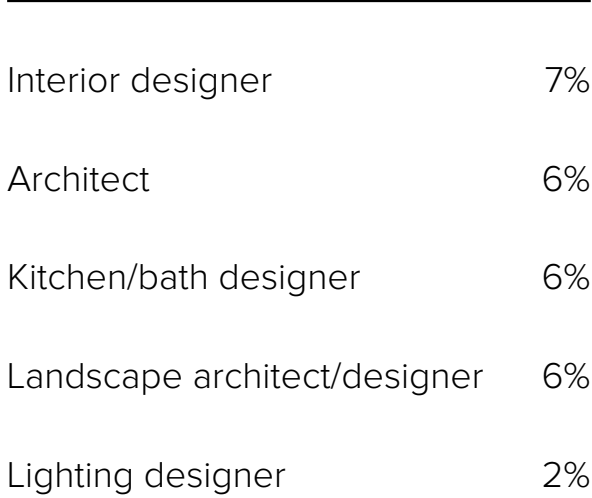 Interior designer 7%
Architect 6%
Kitchen/bath designer 6%
Landscape architect/designer 6%
Lighting designer 2%